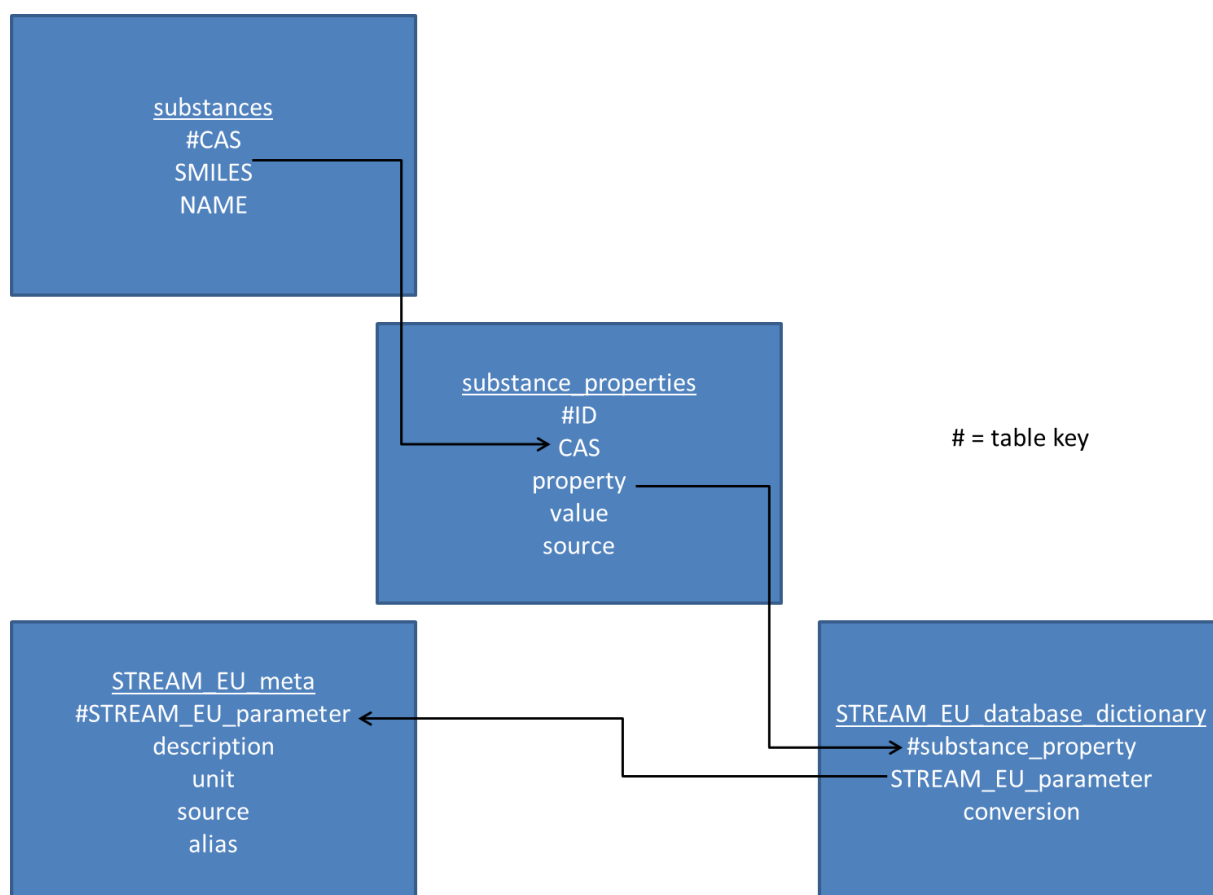 substances
#CAS
SMILES
NAME
substance_properties
#ID
CAS
property
value
source
# = table key
STREAM_EU_meta
#STREAM_EU_parameter
description
unit
source
alias
STREAM_EU_database_dictionary
#substance_property
STREAM_EU_parameter
conversion